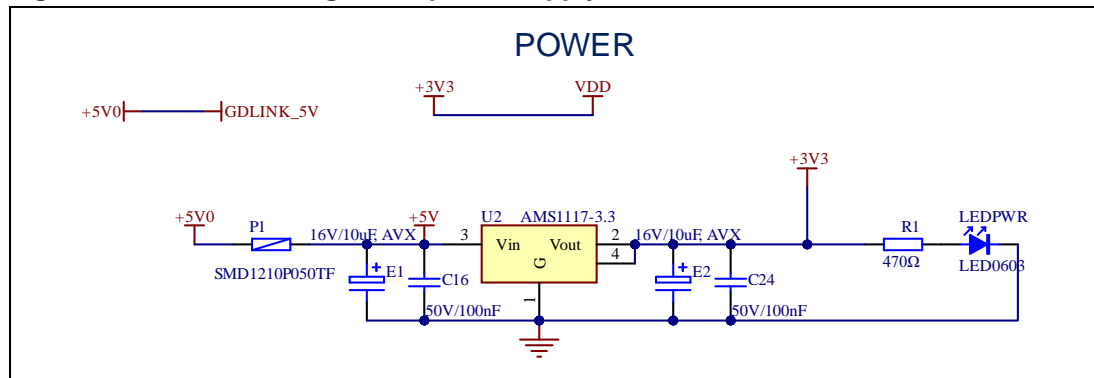 POWER
+3V3
VDD
+5V0
GDLINK_5V
+3V3
+5V0
P1
+5V
U2
AMS1117-3.3
R1
LEDPWR
16V/10uF, AVX
3
Vin
Vout
2
16V/10uF, AVX
4
G
SMD1210P050TF
E1
C16
E2
C24
470Ω
LED0603
1
50V/100nF
50V/100nF